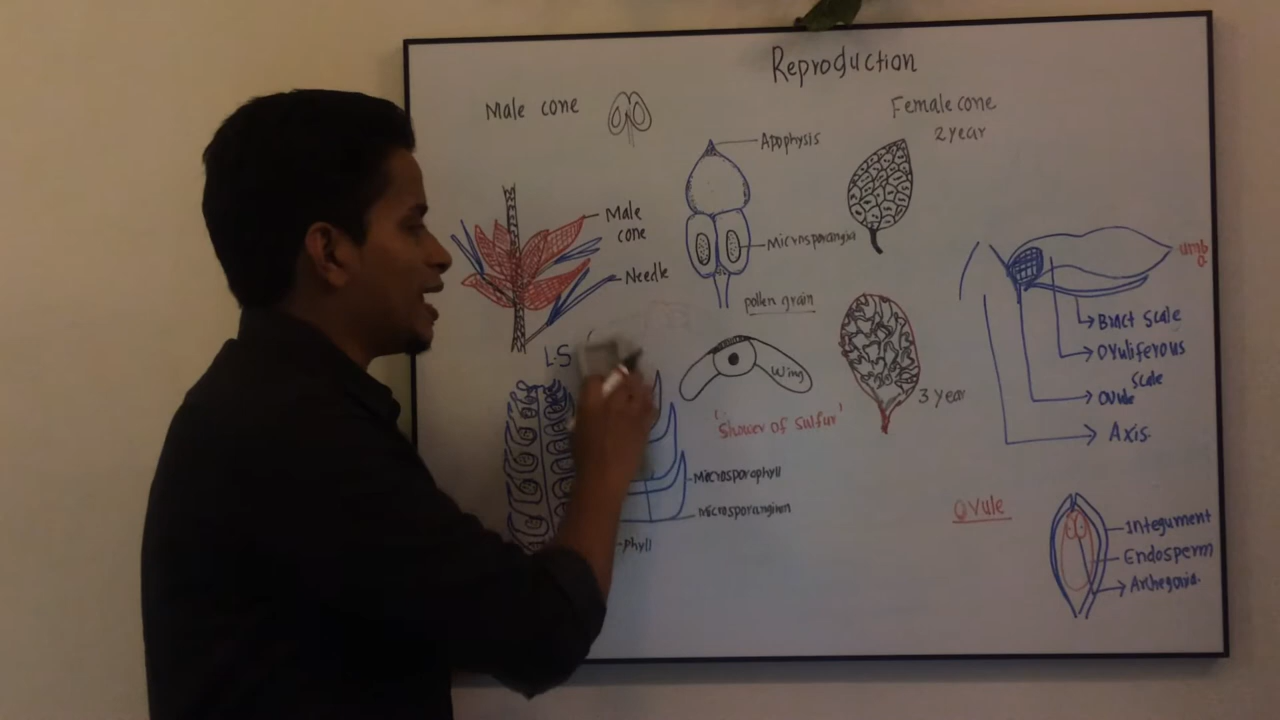 Reproduction
Male cone
Female cone
2 year
Apophysis
Male
cone
Needle
Microsporangia
pollen grain
L.S
wing
'Shower of sulfur'
3 year
Microsporophyll
Microsporangium
phyll
umb
o
Bract scale
Ovuliferous
Scale
Ovule
Axis.
Ovule
Integument
Endosperm
Archegonia.